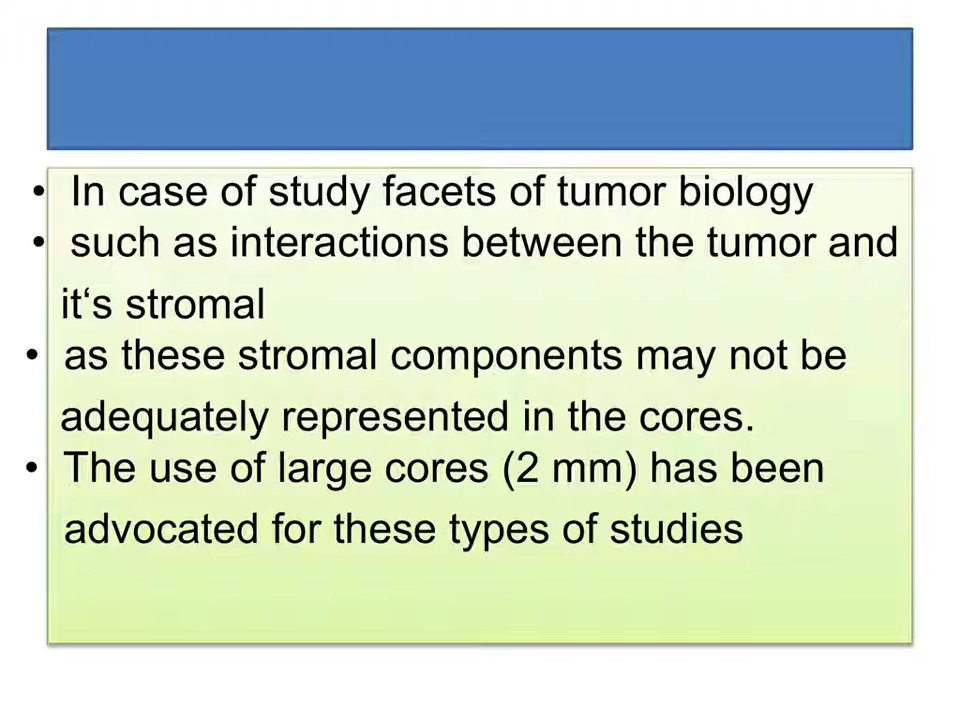 • In case of study facets of tumor biology
• such as interactions between the tumor and
it‘s stromal
• as these stromal components may not be
adequately represented in the cores.
• The use of large cores (2 mm) has been
advocated for these types of studies